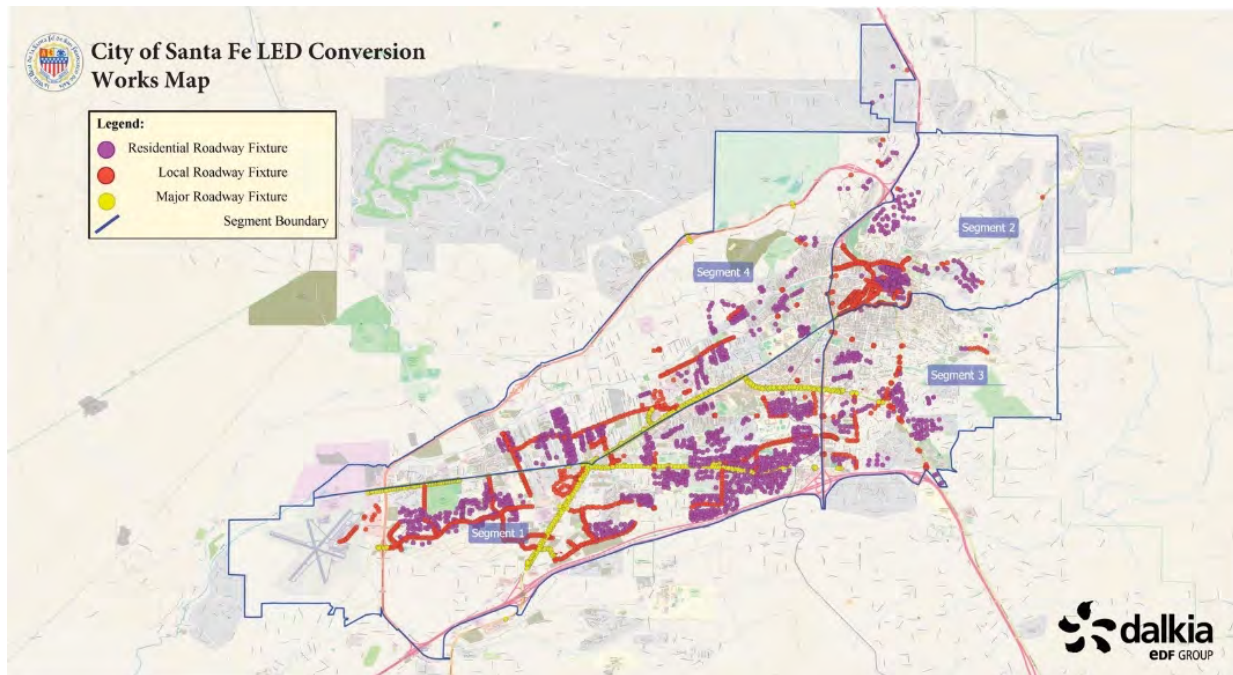 City of Santa Fe LED Conversion
Works Map
Legend:
Residential Roadway Fixture
Local Roadway Fixture
Major Roadway Fixture
Segment Boundary
Segment 2
Segment 4
Segment 3
Segment 1
dalkia
eDF GROUP